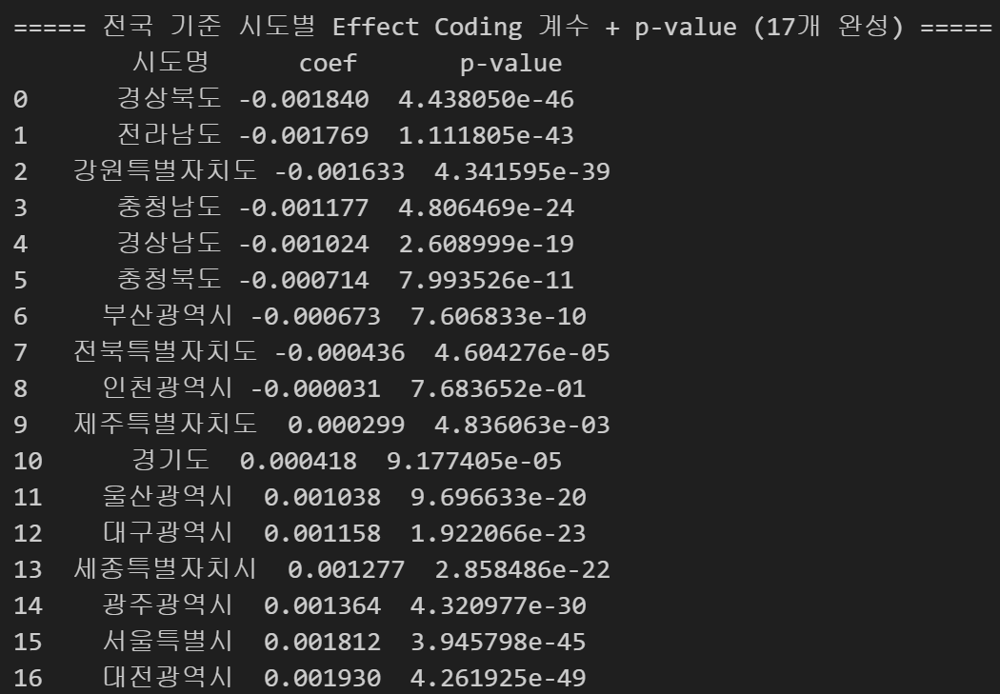 ===== 전국 기준 시도별 Effect Coding 계수 + p-value (17개 완성) =====
시도명 coef p-value
0 경상북도 -0.001840 4.438050e-46
1 전라남도 -0.001769 1.111805e-43
2 강원특별자치도 -0.001633 4.341595e-39
3 충청남도 -0.001177 4.806469e-24
4 경상남도 -0.001024 2.608999e-19
5 충청북도 -0.000714 7.993526e-11
6 부산광역시 -0.000673 7.606833e-10
7 전북특별자치도 -0.000436 4.604276e-05
8 인천광역시 -0.000031 7.683652e-01
9 제주특별자치도 0.000299 4.836063e-03
10 경기도 0.000418 9.177405e-05
11 울산광역시 0.001038 9.696633e-20
12 대구광역시 0.001158 1.922066e-23
13 세종특별자치시 0.001277 2.858486e-22
14 광주광역시 0.001364 4.320977e-30
15 서울특별시 0.001812 3.945798e-45
16 대전광역시 0.001930 4.261925e-49